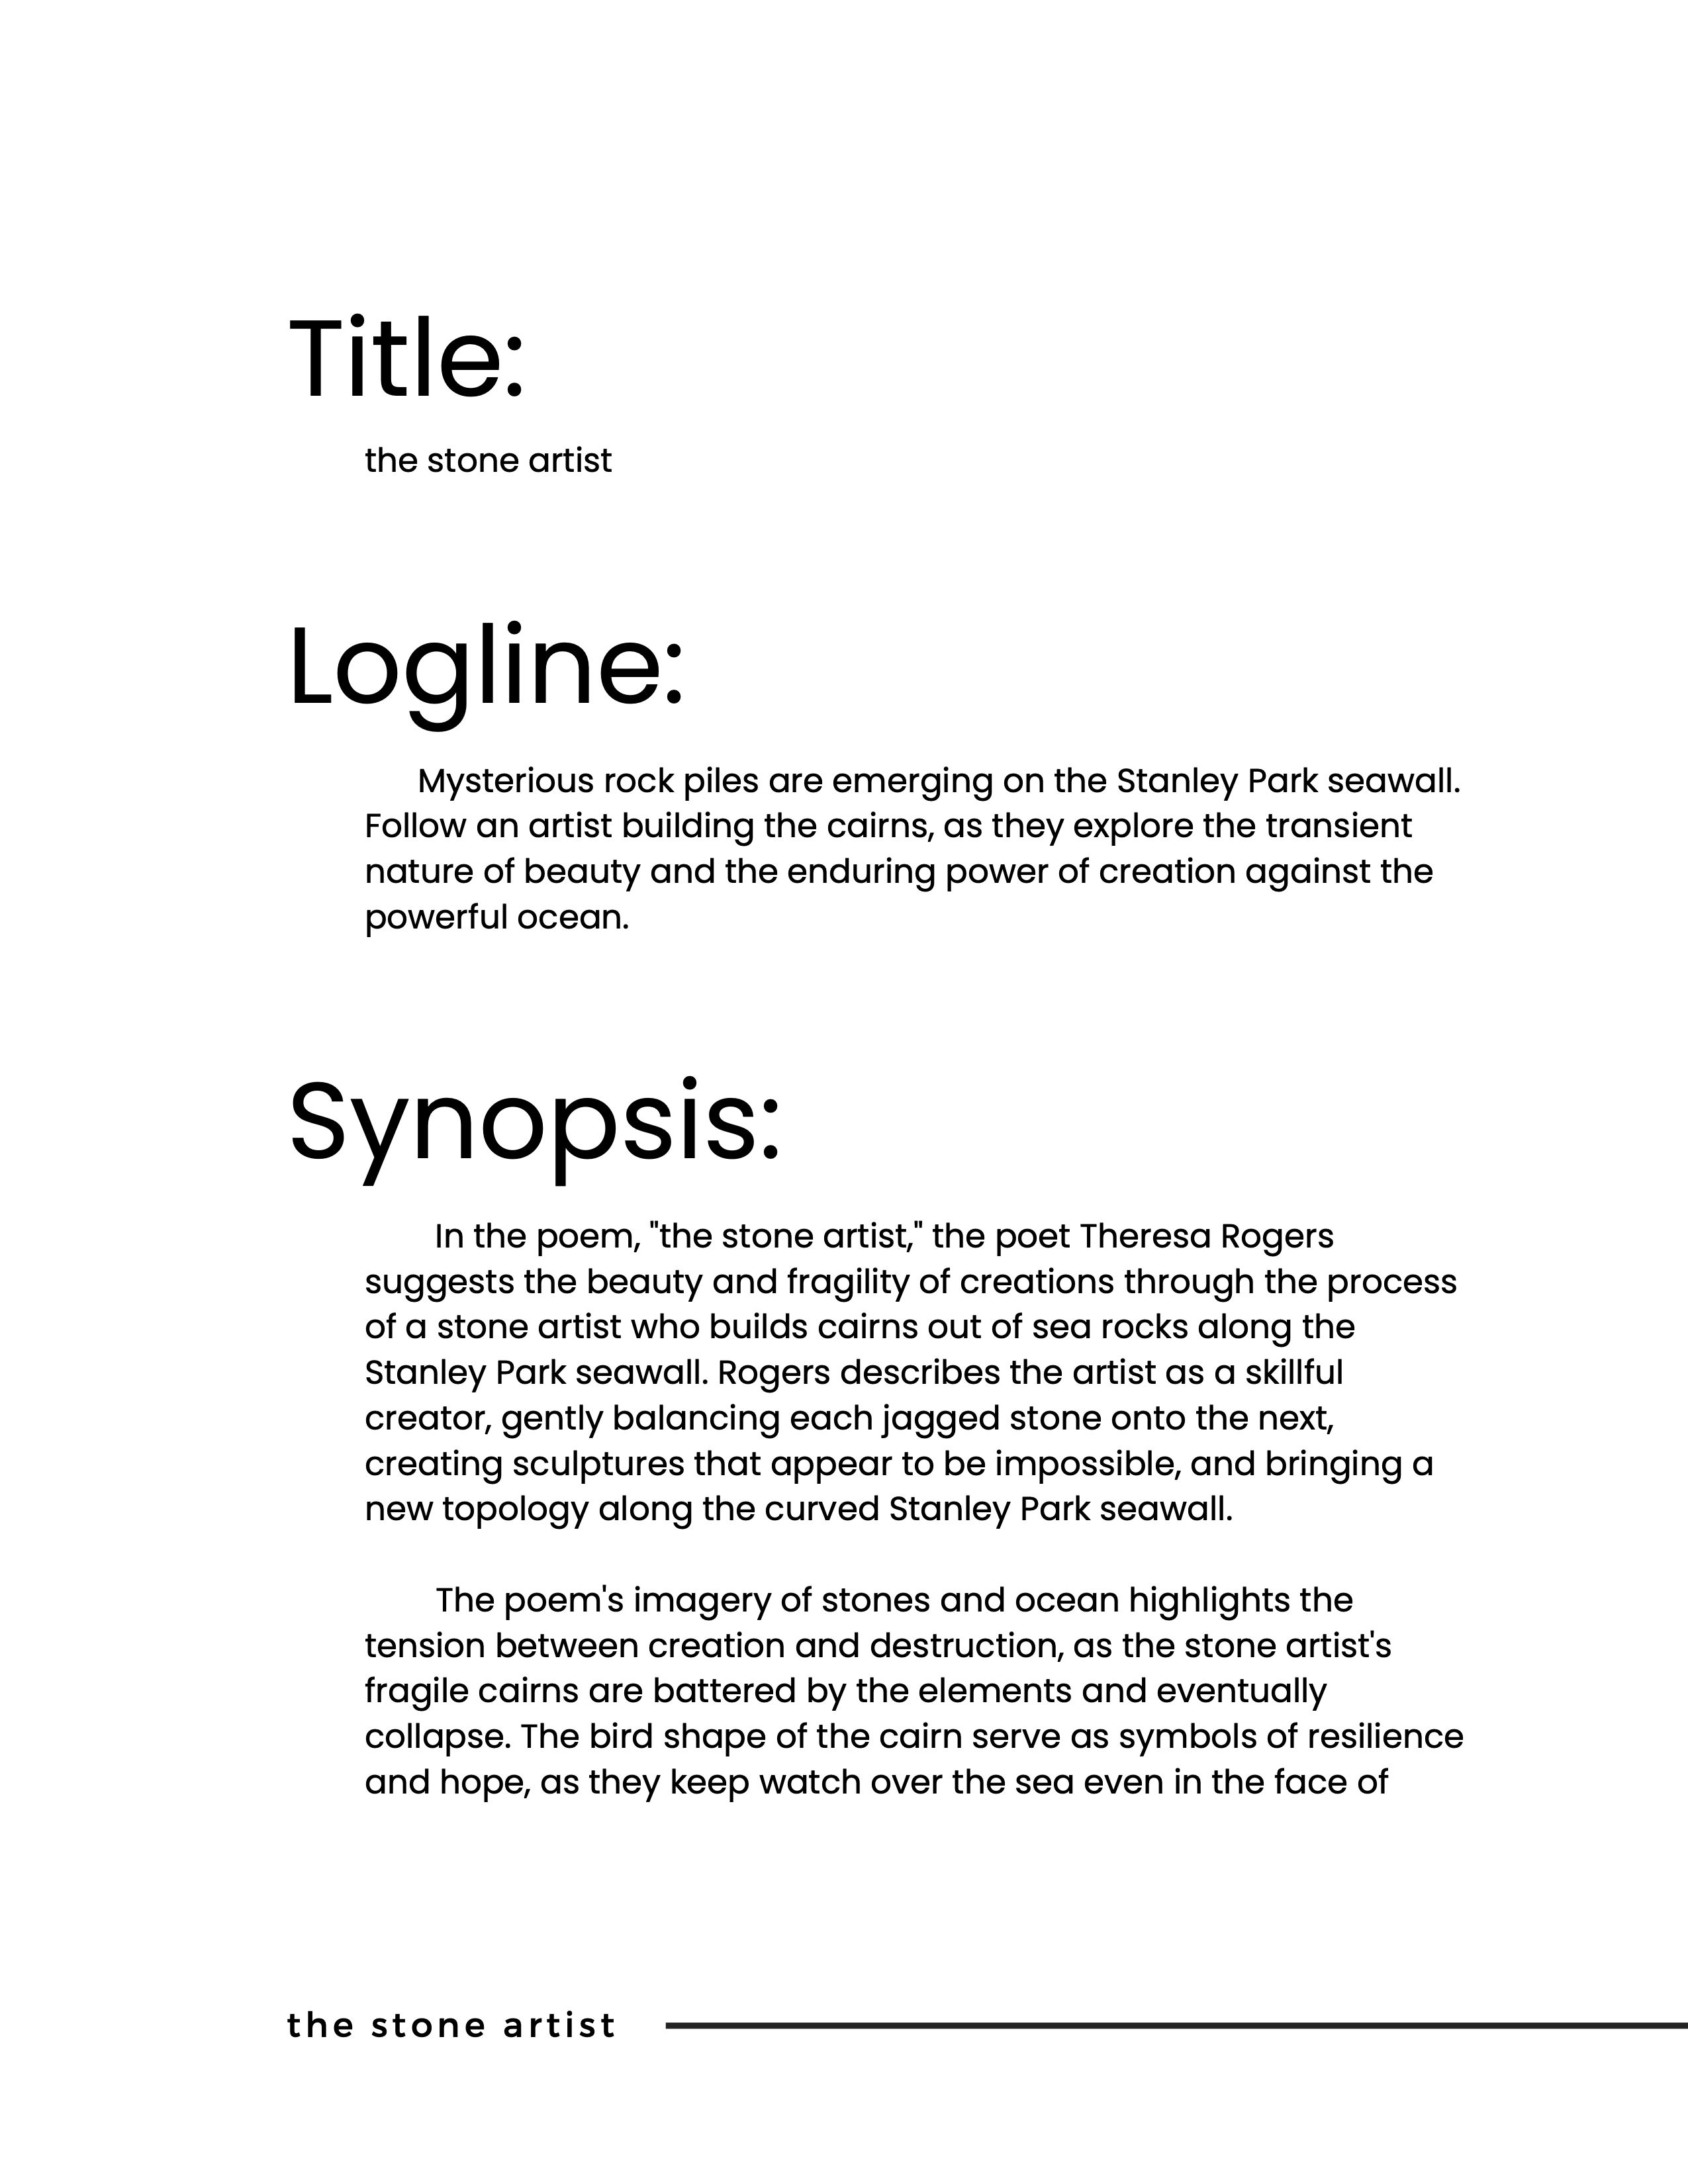 Title:
the stone artist
Logline:
Mysterious rock piles are emerging on the Stanley Park seawall.
Follow an artist building the cairns, as they explore the transient
nature of beauty and the enduring power of creation against the
powerful ocean.
Synopsis:
In the poem, "the stone artist," the poet Theresa Rogers
suggests the beauty and fragility of creations through the process
of a stone artist who builds cairns out of sea rocks along the
Stanley Park seawall. Rogers describes the artist as a skillful
creator, gently balancing each jagged stone onto the next,
creating sculptures that appear to be impossible, and bringing a
new topology along the curved Stanley Park seawall.
The poem's imagery of stones and ocean highlights the
tension between creation and destruction, as the stone artist's
fragile cairns are battered by the elements and eventually
collapse. The bird shape of the cairn serve as symbols of resilience
and hope, as they keep watch over the sea even in the face of
the stone artist